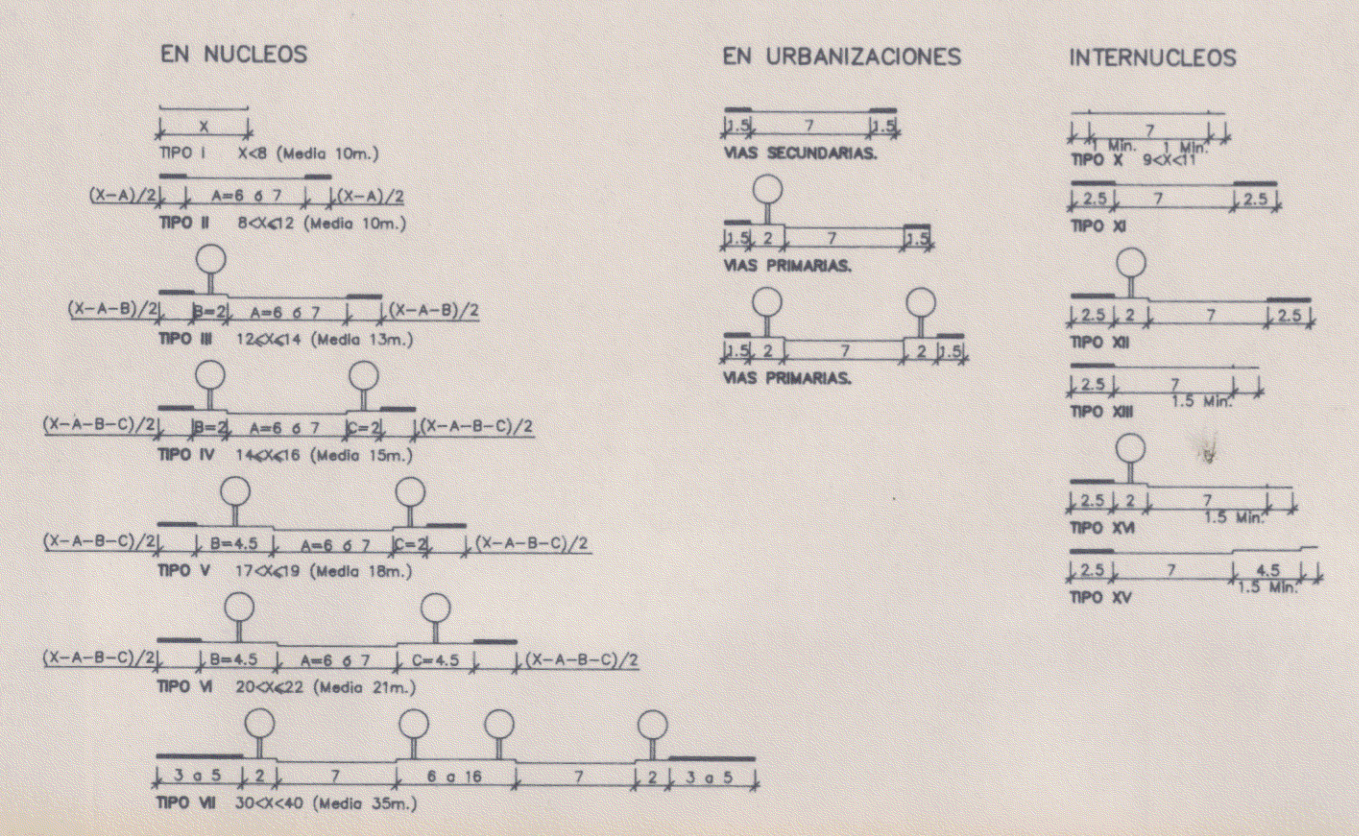 EN NUCLEOS
X
TIPO I X<8 (Media 10m.)
(X-A)/2 A=6 ó 7 (X-A)/2
TIPO II 8<X⩽12 (Media 10m.)
(X-A-B)/2 B=2 A=6 ó 7 (X-A-B)/2
TIPO III 12⩽X⩽14 (Media 13m.)
(X-A-B-C)/2 B=2 A=6 ó 7 C=2 (X-A-B-C)/2
TIPO IV 14⩽X⩽16 (Media 15m.)
(X-A-B-C)/2 B=4.5 A=6 ó 7 C=2 (X-A-B-C)/2
TIPO V 17<X⩽19 (Media 18m.)
(X-A-B-C)/2 B=4.5 A=6 ó 7 C=4.5 (X-A-B-C)/2
TIPO VI 20<X⩽22 (Media 21m.)
3 a 5 2 7 6 a 16 7 2 3 a 5
TIPO VII 30<X<40 (Media 35m.)
EN URBANIZACIONES
1.5 7 1.5
VIAS SECUNDARIAS.
1.5 2 7 1.5
VIAS PRIMARIAS.
1.5 2 7 2 1.5
VIAS PRIMARIAS.
INTERNUCLEOS
7
1 Min. 1 Min.
TIPO X 9<X<11
2.5 7 2.5
TIPO XI
2.5 2 7 2.5
TIPO XII
2.5 7
1.5 Min.
TIPO XIII
2.5 2 7
1.5 Min.
TIPO XVI
2.5 7 4.5
1.5 Min.
TIPO XV